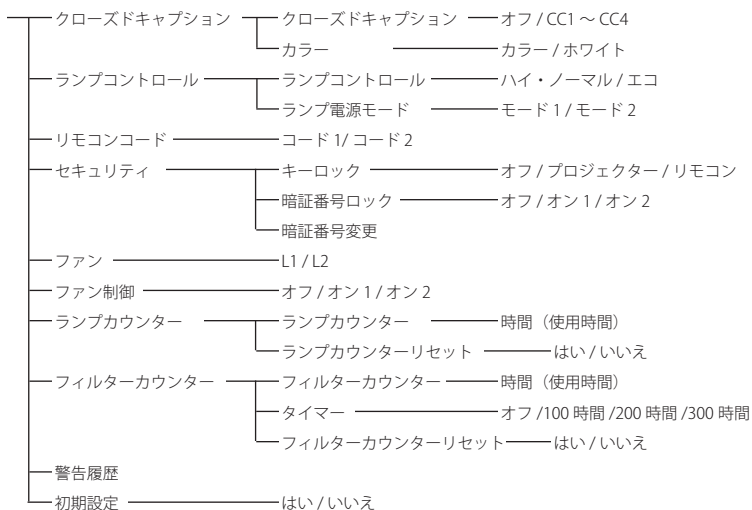 クローズドキャプション クローズドキャプション オフ / CC1 ～ CC4
カラー カラー / ホワイト
ランプコントロール ランプコントロール ハイ・ノーマル / エコ
ランプ電源モード モード 1 / モード 2
リモコンコード コード 1/ コード 2
セキュリティ キーロック オフ / プロジェクター / リモコン
暗証番号ロック オフ / オン 1 / オン 2
暗証番号変更
ファン L1 / L2
ファン制御 オフ / オン 1 / オン 2
ランプカウンター ランプカウンター 時間（使用時間）
ランプカウンターリセット はい / いいえ
フィルターカウンター フィルターカウンター 時間（使用時間）
タイマー オフ /100 時間 /200 時間 /300 時間
フィルターカウンターリセット はい / いいえ
警告履歴
初期設定 はい / いいえ